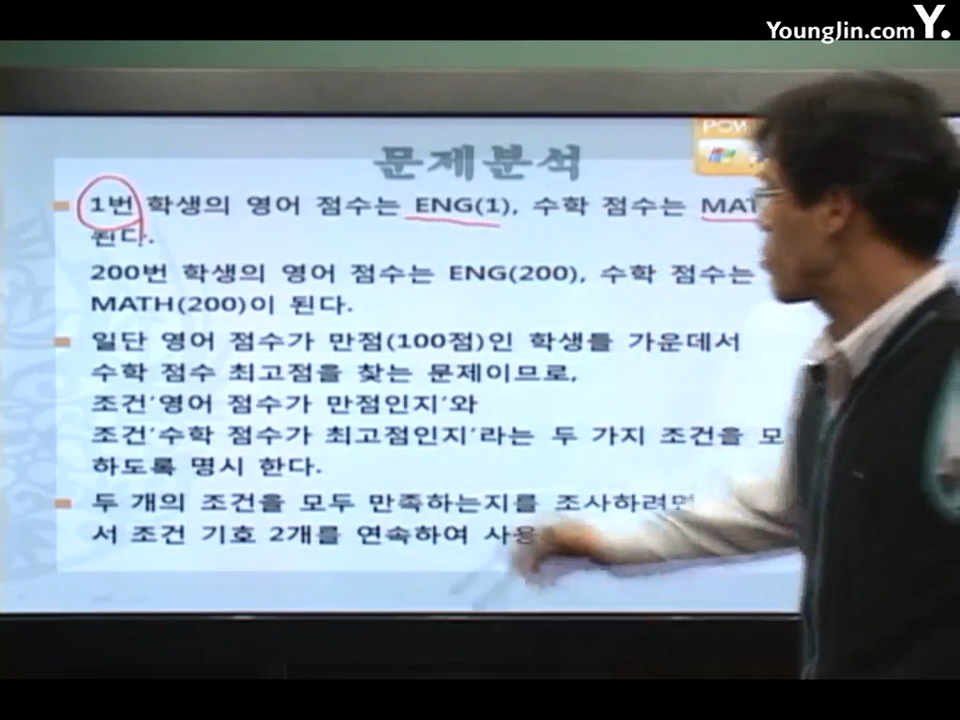 YoungJin.com Y.
문제분석
1번 학생의 영어 점수는 ENG(1), 수학 점수는
된다.
200번 학생의 영어 점수는 ENG(200), 수학 점수는
MATH(200)이 된다.
일단 영어 점수가 만점(100점)인 학생들 가운데서
수학 점수 최고점을 찾는 문제이므로,
조건'영어 점수가 만점인지'와
조건'수학 점수가 최고점인지'라는 두 가지 조건을
하도록 명시 한다.
두 개의 조건을 모두 만족하는지를 조사하려면
서 조건 기호 2개를 연속하여